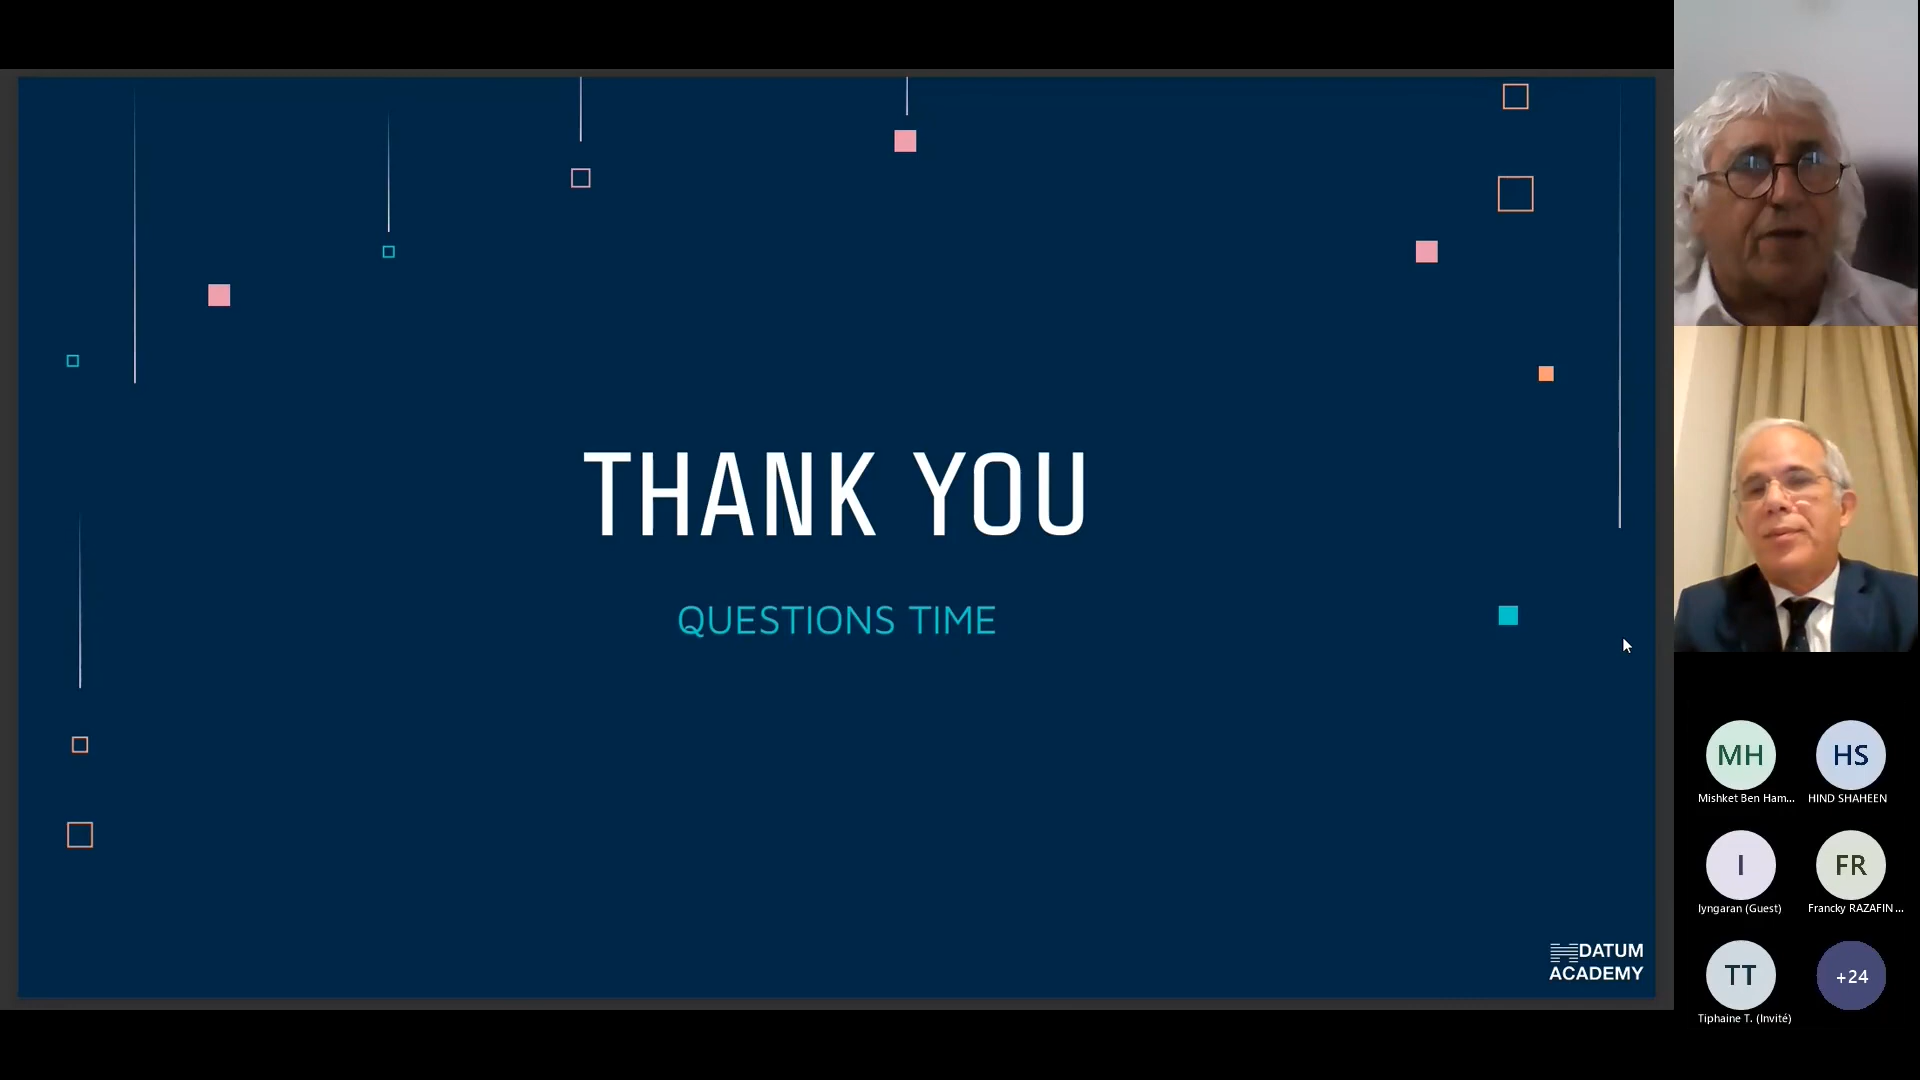 THANK YOU
QUESTIONS TIME
DATUM
ACADEMY
MH
Mishket Ben Ham...
HS
HIND SHAHEEN
I
Iyngaran (Guest)
FR
Francky RAZAFIN...
TT
Tiphaine T. (Invité)
+24